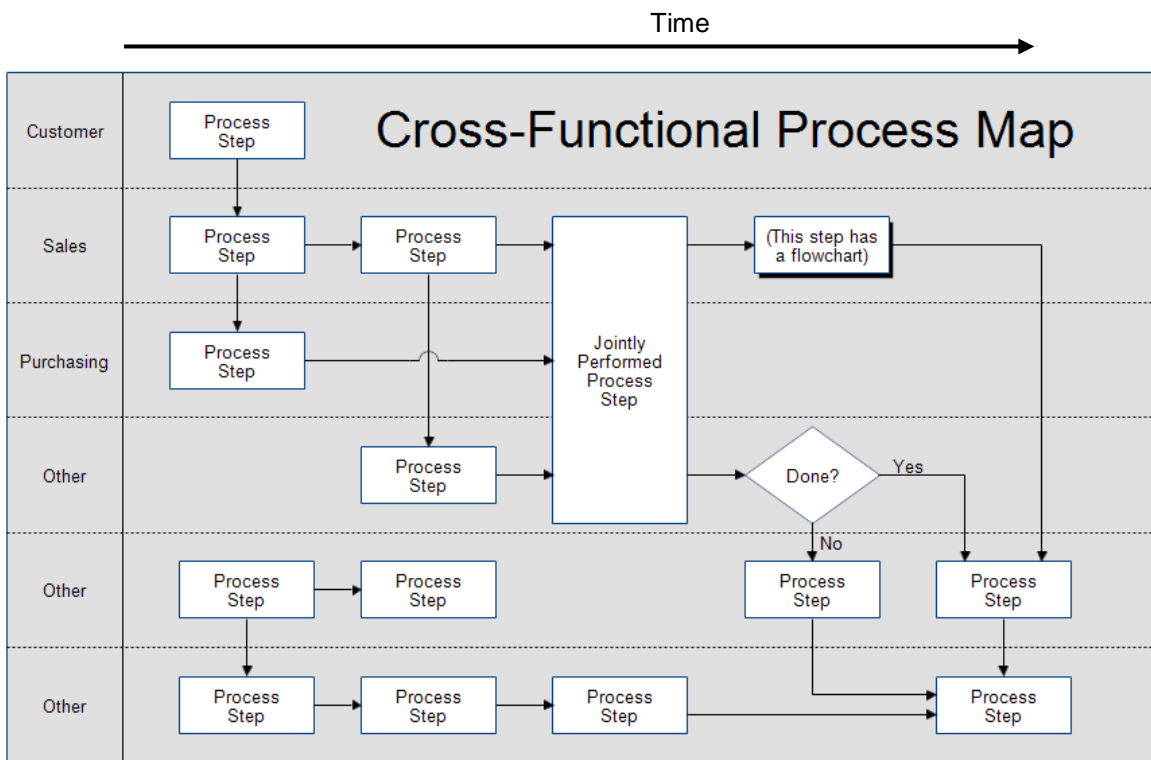 Time
Cross-Functional Process Map
Customer
Process
Step
Sales
Process
Step
Process
Step
(This step has
a flowchart)
Purchasing
Process
Step
Jointly
Performed
Process
Step
Other
Process
Step
Done?
Yes
No
Other
Process
Step
Process
Step
Process
Step
Process
Step
Other
Process
Step
Process
Step
Process
Step
Process
Step